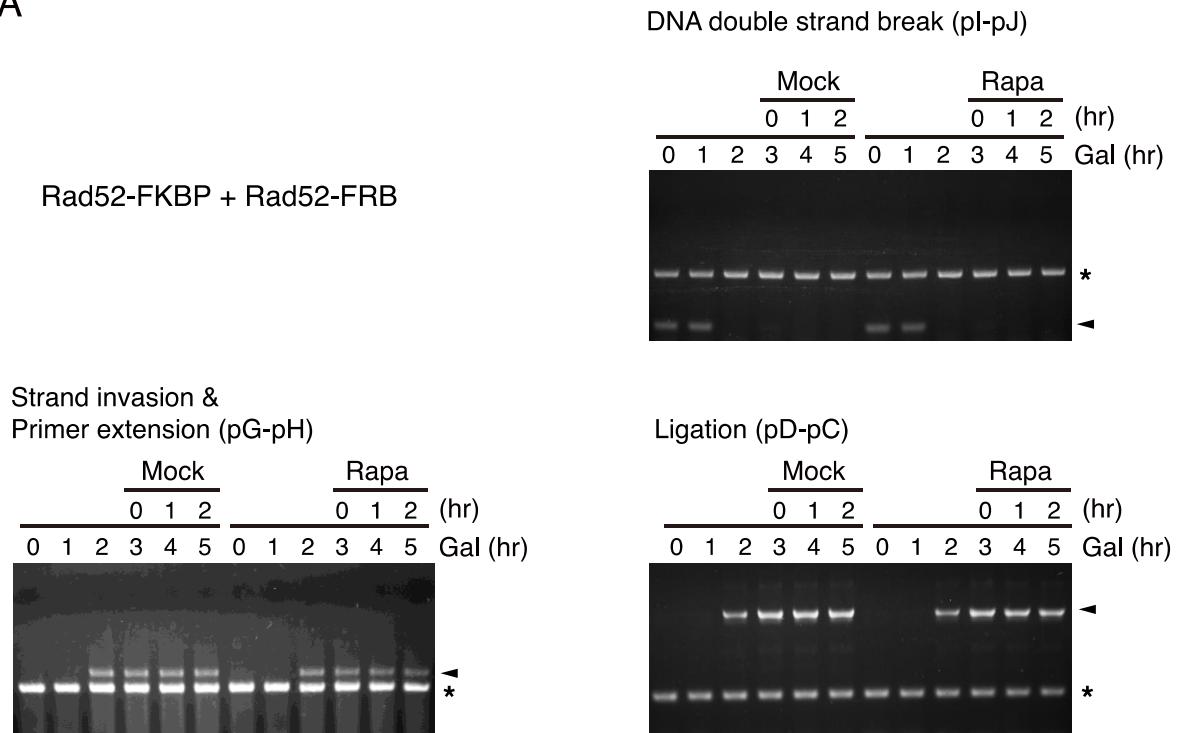 A
DNA double strand break (pI-pJ)
Mock Rapa
0 1 2 0 1 2 (hr)
0 1 2 3 4 5 0 1 2 3 4 5 Gal (hr)
*
Rad52-FKBP + Rad52-FRB
Strand invasion &
Primer extension (pG-pH)
Mock Rapa
0 1 2 0 1 2 (hr)
0 1 2 3 4 5 0 1 2 3 4 5 Gal (hr)
*
Ligation (pD-pC)
Mock Rapa
0 1 2 0 1 2 (hr)
0 1 2 3 4 5 0 1 2 3 4 5 Gal (hr)
*